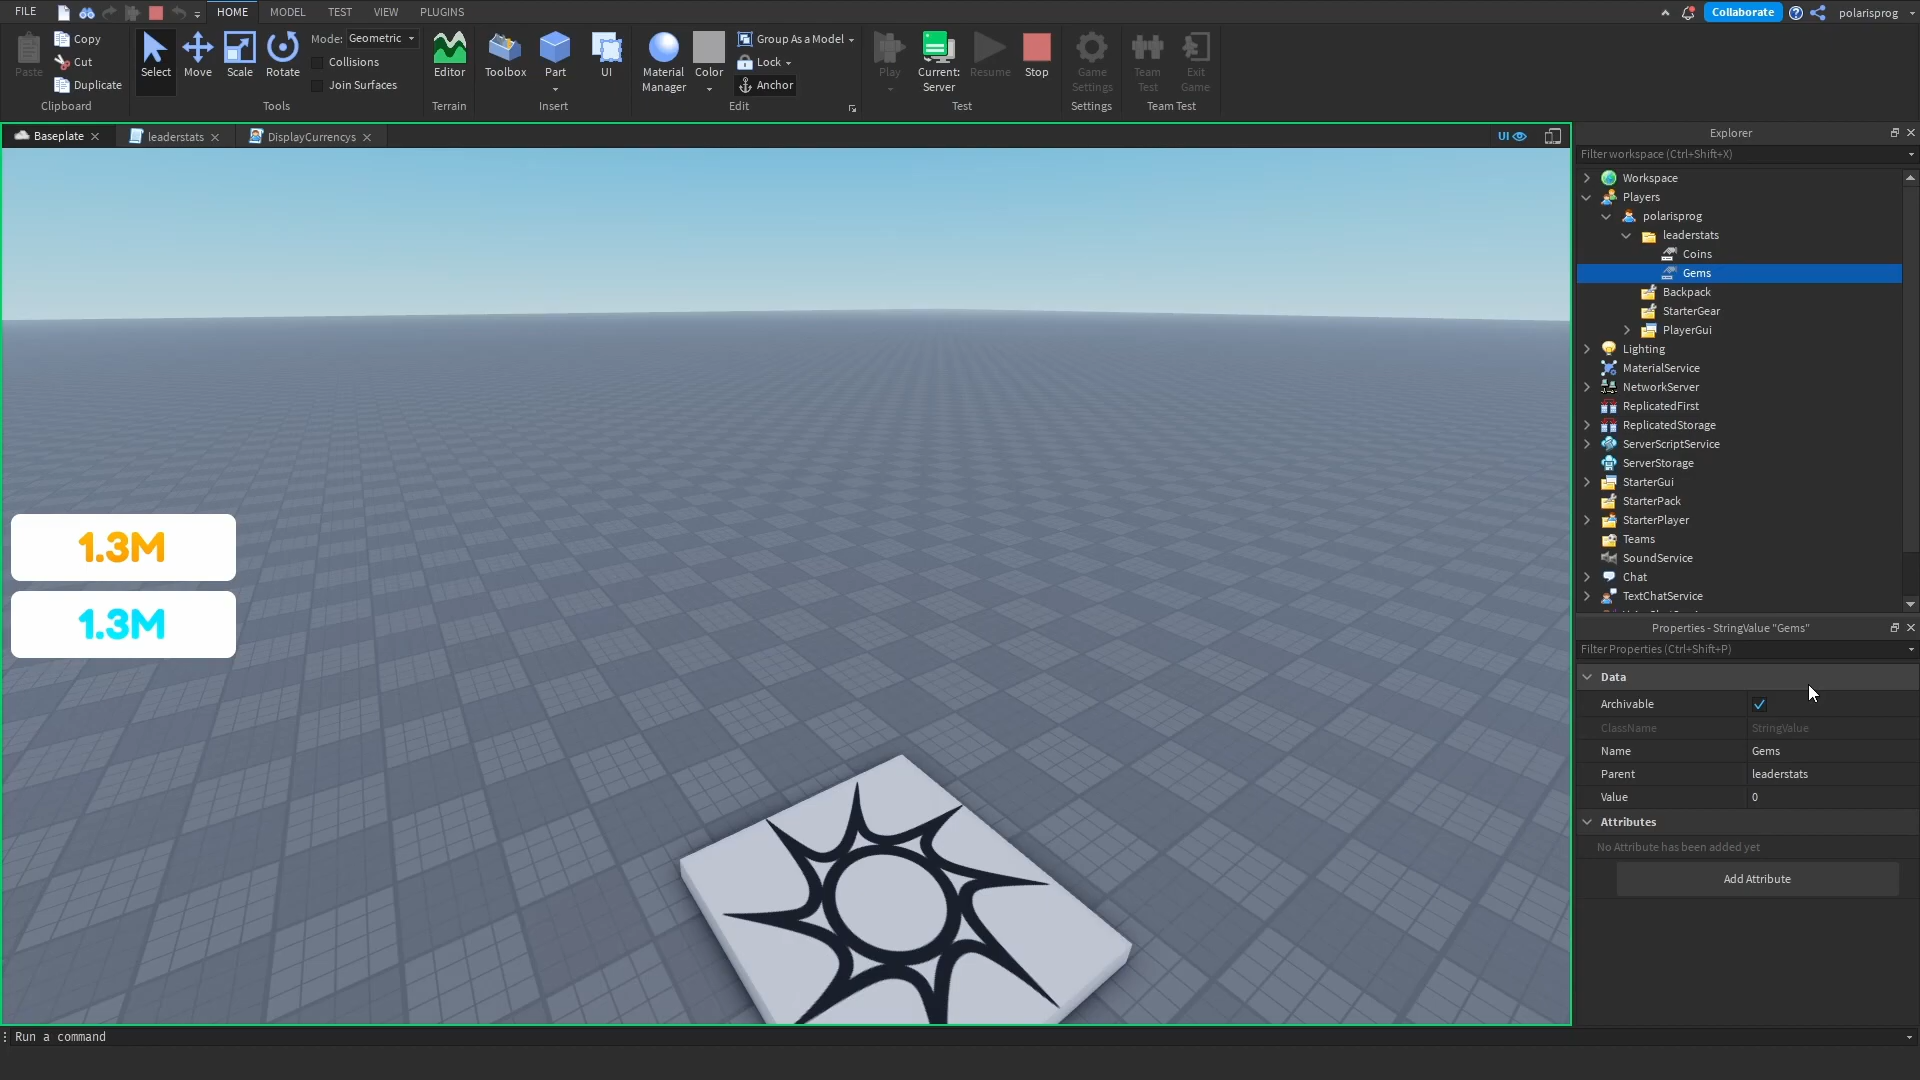 FILE
HOME
MODEL
TEST
VIEW
PLUGINS
Collaborate
polarisprog
Paste
Copy
Cut
Duplicate
Clipboard
Select
Move
Scale
Rotate
Mode: Geometric
Collisions
Join Surfaces
Tools
Editor
Terrain
Toolbox
Part
UI
Insert
Material
Manager
Color
Group As a Model
Lock
Anchor
Edit
Play
Current:
Server
Resume
Stop
Test
Game
Settings
Settings
Team
Test
Exit
Game
Team Test
Baseplate
leaderstats
DisplayCurrencys
UI
1.3M
1.3M
Explorer
Filter workspace (Ctrl+Shift+X)
Workspace
Players
polarisprog
leaderstats
Coins
Gems
Backpack
StarterGear
PlayerGui
Lighting
MaterialService
NetworkServer
ReplicatedFirst
ReplicatedStorage
ServerScriptService
ServerStorage
StarterGui
StarterPack
StarterPlayer
Teams
SoundService
Chat
TextChatService
Properties - StringValue "Gems"
Filter Properties (Ctrl+Shift+P)
Data
Archivable
ClassName StringValue
Name Gems
Parent leaderstats
Value 0
Attributes
No Attribute has been added yet
Add Attribute
Run a command